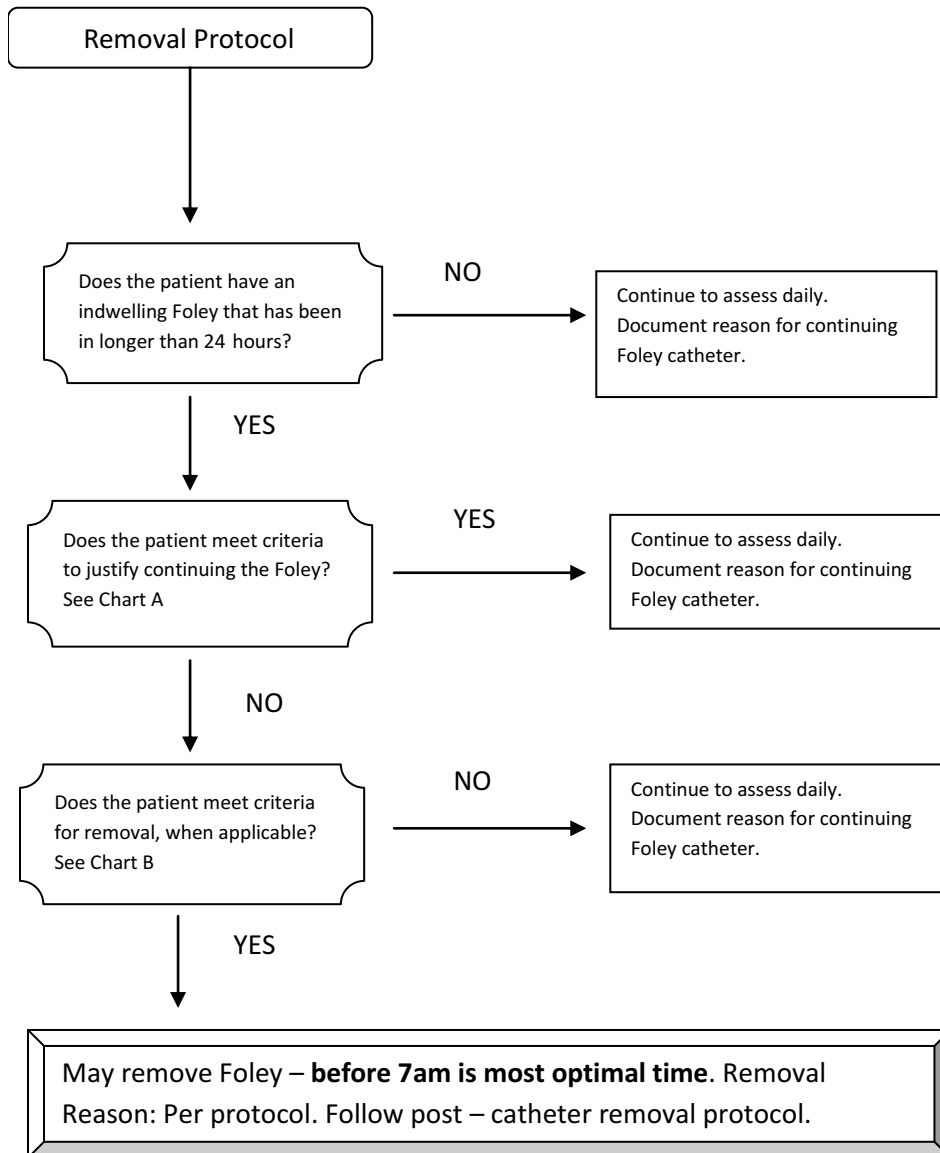 Removal Protocol
Does the patient have an
indwelling Foley that has been
in longer than 24 hours?
NO
Continue to assess daily.
Document reason for continuing
Foley catheter.
YES
Does the patient meet criteria
to justify continuing the Foley?
See Chart A
YES
Continue to assess daily.
Document reason for continuing
Foley catheter.
NO
Does the patient meet criteria
for removal, when applicable?
See Chart B
NO
Continue to assess daily.
Document reason for continuing
Foley catheter.
YES
May remove Foley – before 7am is most optimal time. Removal
Reason: Per protocol. Follow post – catheter removal protocol.